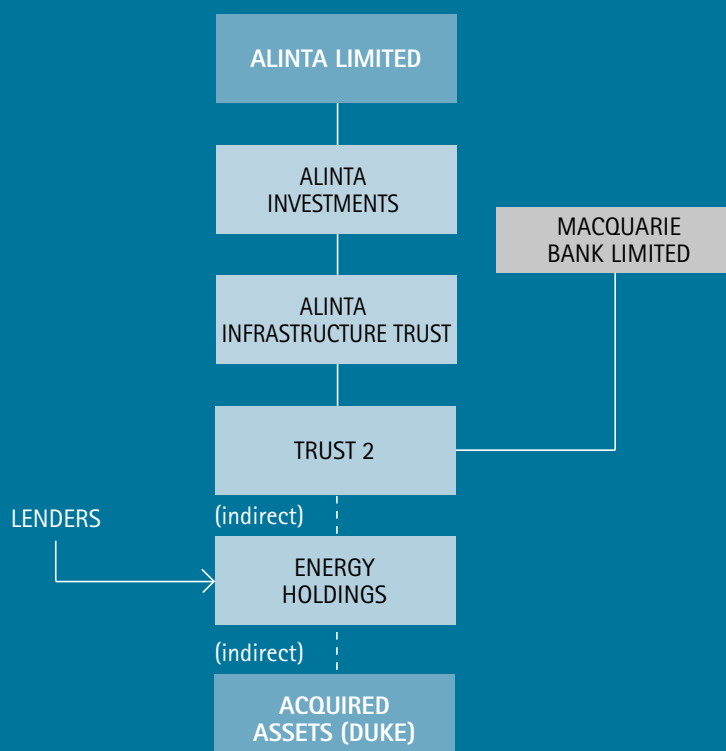 ALINTA LIMITED
ALINTA
INVESTMENTS
MACQUARIE
BANK LIMITED
ALINTA
INFRASTRUCTURE TRUST
TRUST 2
LENDERS
(indirect)
ENERGY
HOLDINGS
(indirect)
ACQUIRED
ASSETS (DUKE)